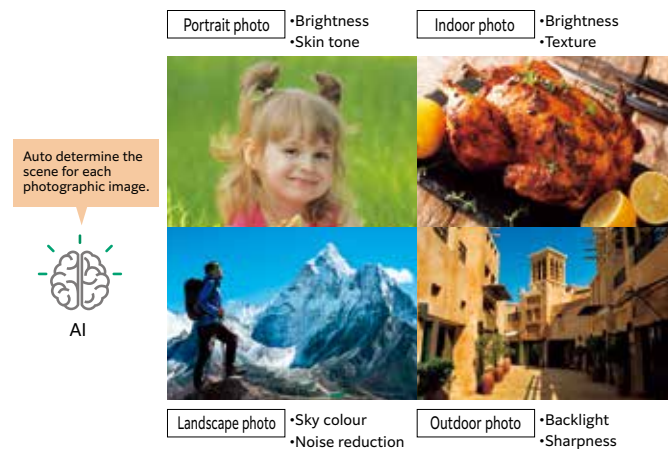 Portrait photo
•Brightness
•Skin tone
Indoor photo
•Brightness
•Texture
Auto determine the
scene for each
photographic image.
AI
Landscape photo
•Sky colour
•Noise reduction
Outdoor photo
•Backlight
•Sharpness